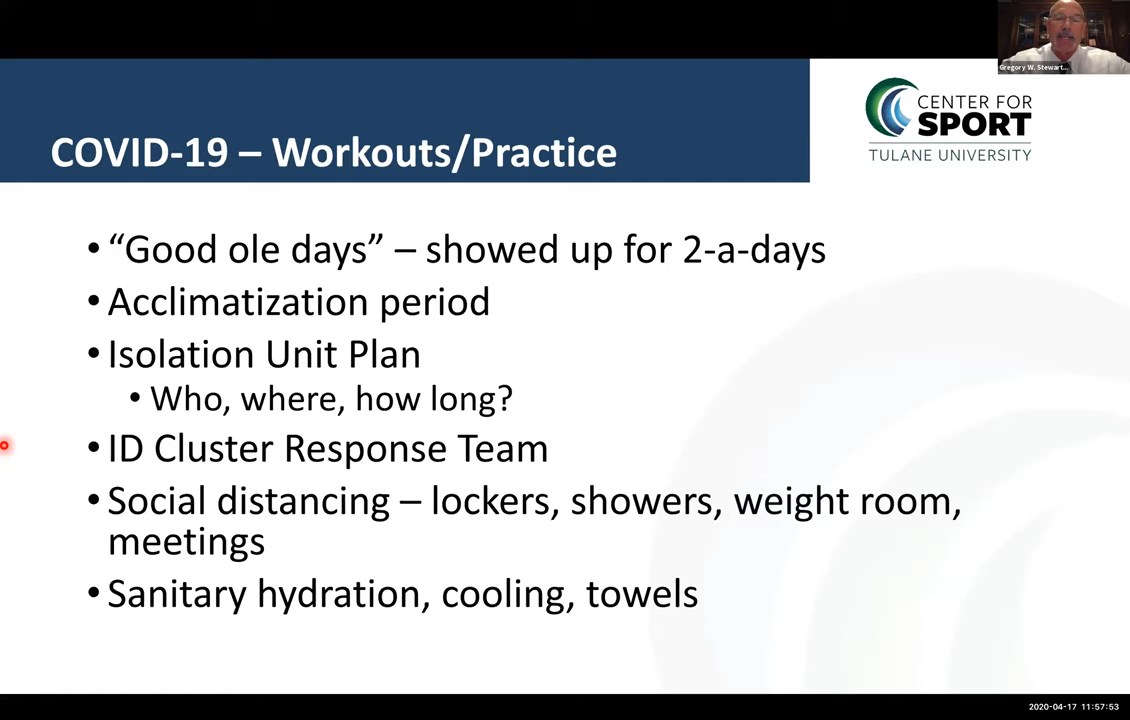 Gregory W. Stewart...
CENTER FOR
SPORT
TULANE UNIVERSITY
COVID-19 – Workouts/Practice
• “Good ole days” – showed up for 2-a-days
• Acclimatization period
• Isolation Unit Plan
• Who, where, how long?
• ID Cluster Response Team
• Social distancing – lockers, showers, weight room,
meetings
• Sanitary hydration, cooling, towels
2020-04-17 11:57:53